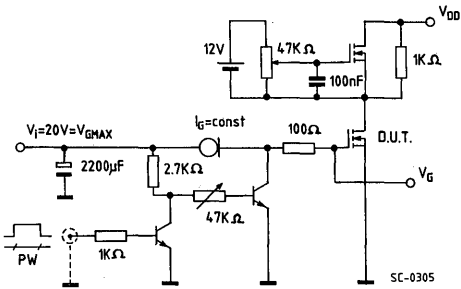 V_DD
12V
47KΩ
1KΩ
100nF
V_i=20V=V_GMAX
I_G=const
100Ω
D.U.T.
2200μF
2.7KΩ
V_G
47KΩ
PW
1KΩ
SC-0305